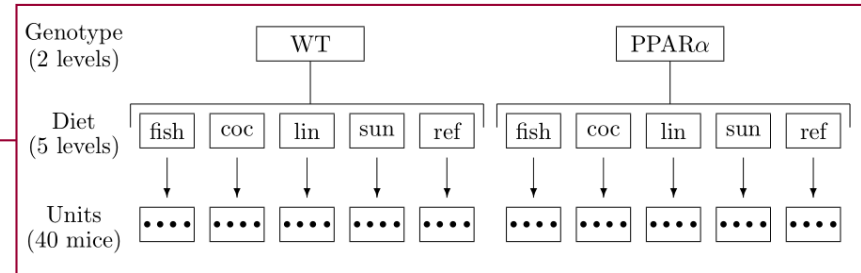 Genotype
(2 levels)
WT PPARα
Diet
(5 levels)
fish coc lin sun ref fish coc lin sun ref
Units
(40 mice)